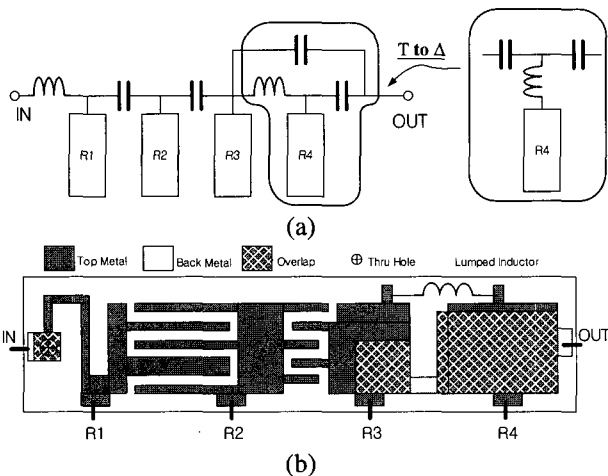 T to Δ
IN
R1
R2
R3
R4
OUT
R4
(a)
Top Metal
Back Metal
Overlap
Thru Hole
Lumped Inductor
IN
OUT
R1
R2
R3
R4
(b)